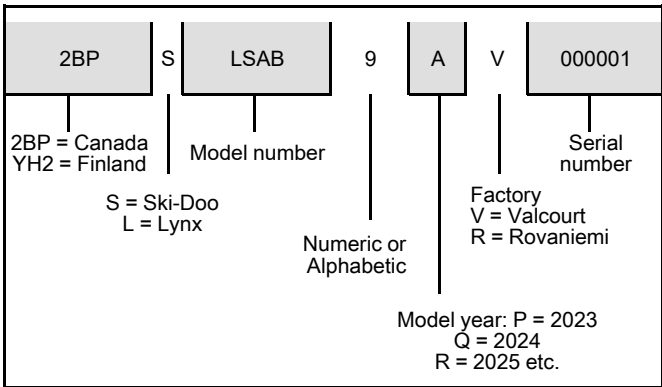 2BP S LSAB 9 A V 000001
2BP = Canada
YH2 = Finland
Model number
Serial
number
S = Ski-Doo
L = Lynx
Factory
V = Valcourt
R = Rovaniemi
Numeric or
Alphabetic
Model year: P = 2023
Q = 2024
R = 2025 etc.